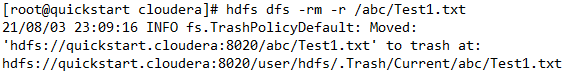 [root@quickstart cloudera]# hdfs dfs -rm -r /abc/Test1.txt
21/08/03 23:09:16 INFO fs.TrashPolicyDefault: Moved:
'hdfs://quickstart.cloudera:8020/abc/Test1.txt' to trash at:
hdfs://quickstart.cloudera:8020/user/hdfs/.Trash/Current/abc/Test1.txt